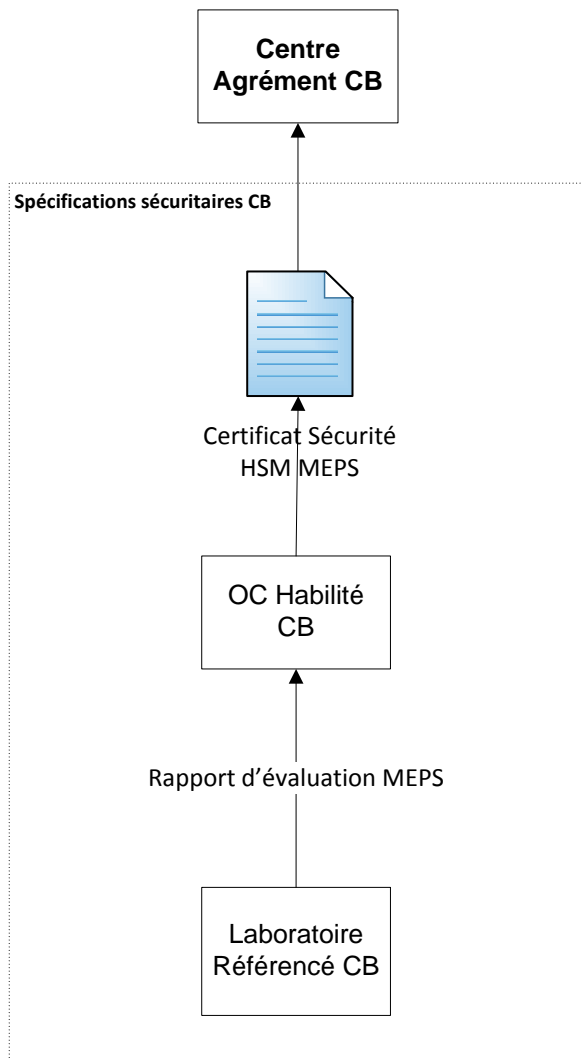 Centre
Agrément CB
Spécifications sécuritaires CB
Certificat Sécurité
HSM MEPS
OC Habilité
CB
Rapport d’évaluation MEPS
Laboratoire
Référencé CB